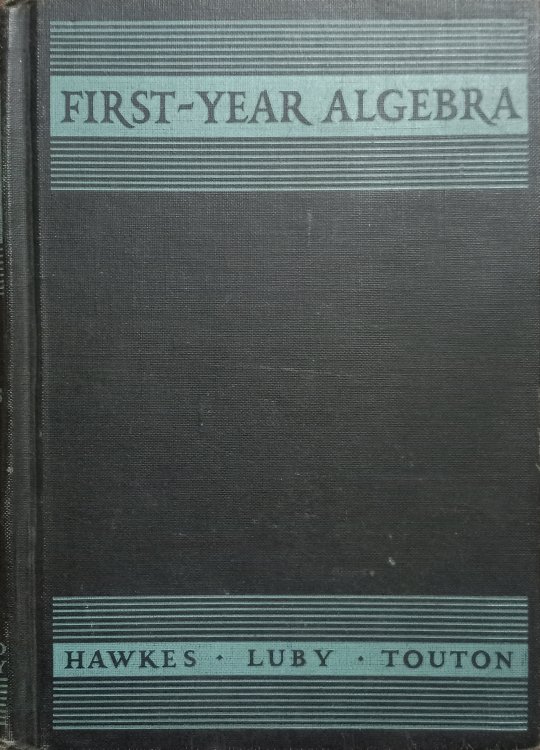 FIRST-YEAR ALGEBRA
HAWKES · LUBY · TOUTON